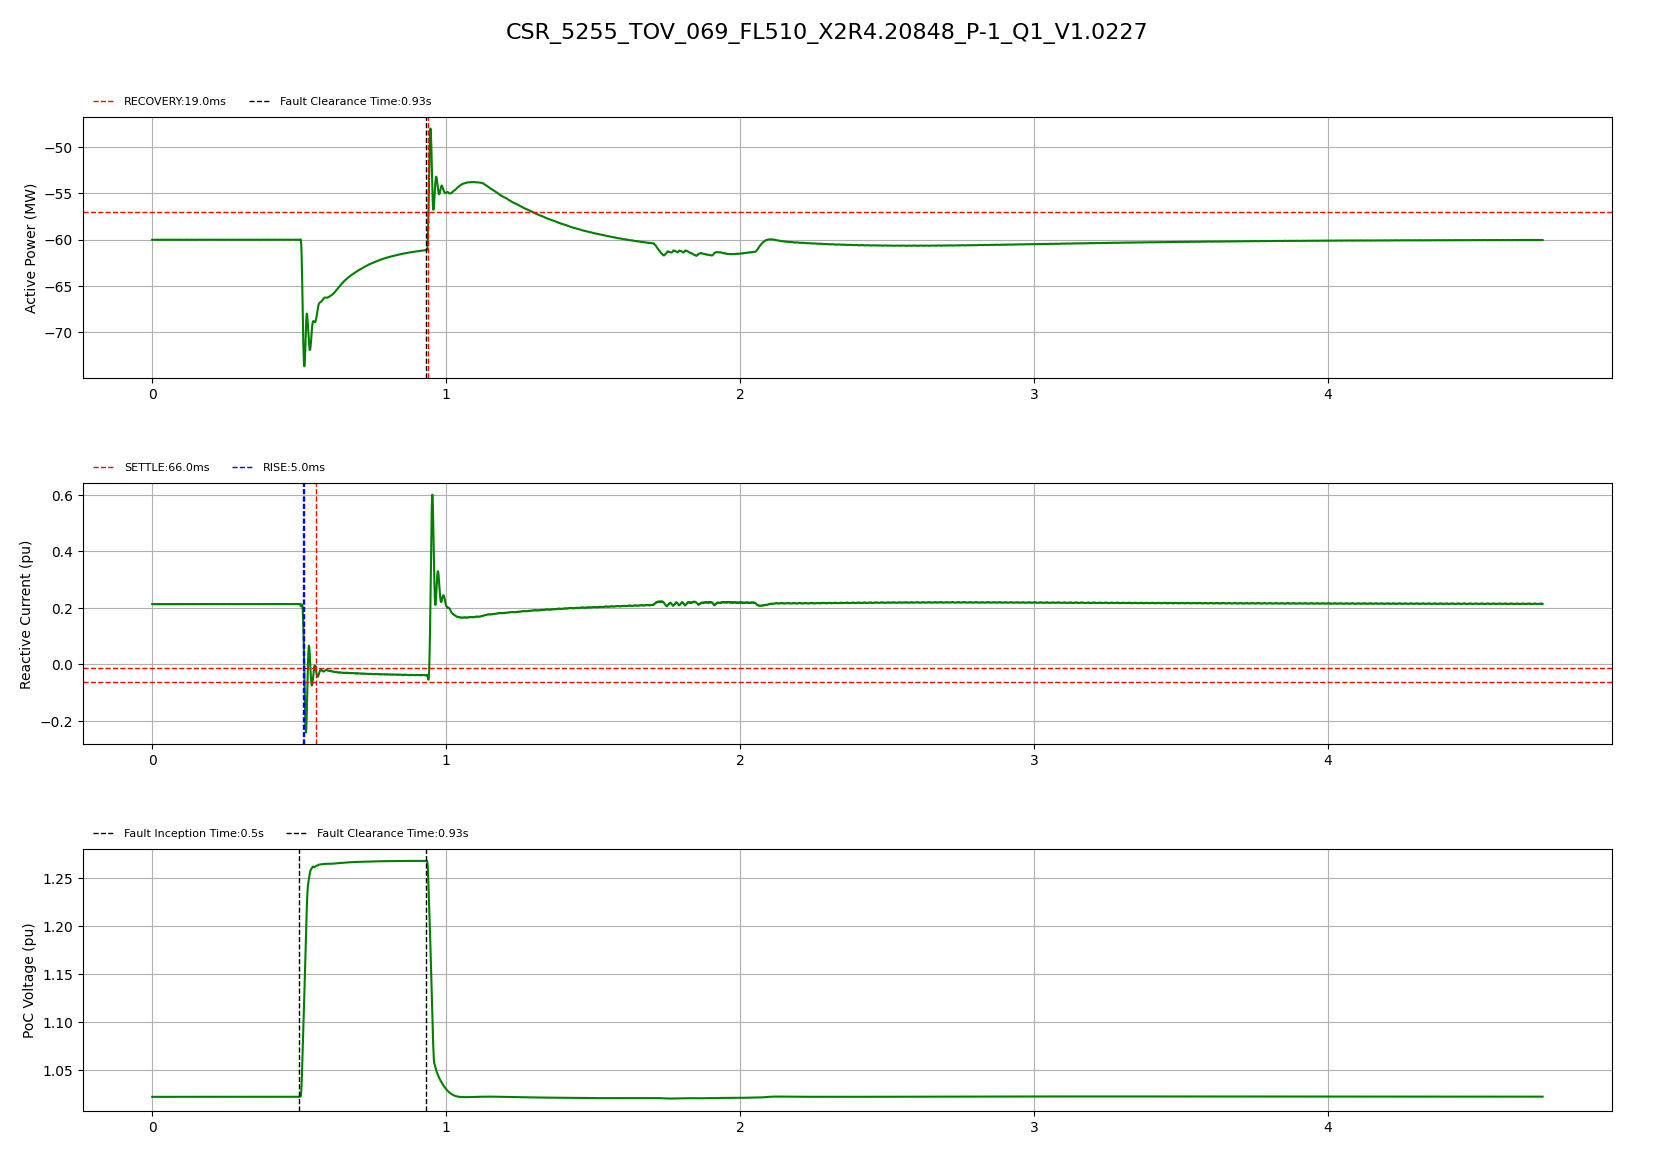 CSR_5255_TOV_069_FL510_X2R4.20848_P-1_Q1_V1.0227
RECOVERY:19.0ms Fault Clearance Time:0.93s
Active Power (MW)
−50
−55
−60
−65
−70
0 1 2 3 4
SETTLE:66.0ms RISE:5.0ms
Reactive Current (pu)
0.6
0.4
0.2
0.0
−0.2
0 1 2 3 4
Fault Inception Time:0.5s Fault Clearance Time:0.93s
PoC Voltage (pu)
1.25
1.20
1.15
1.10
1.05
0 1 2 3 4